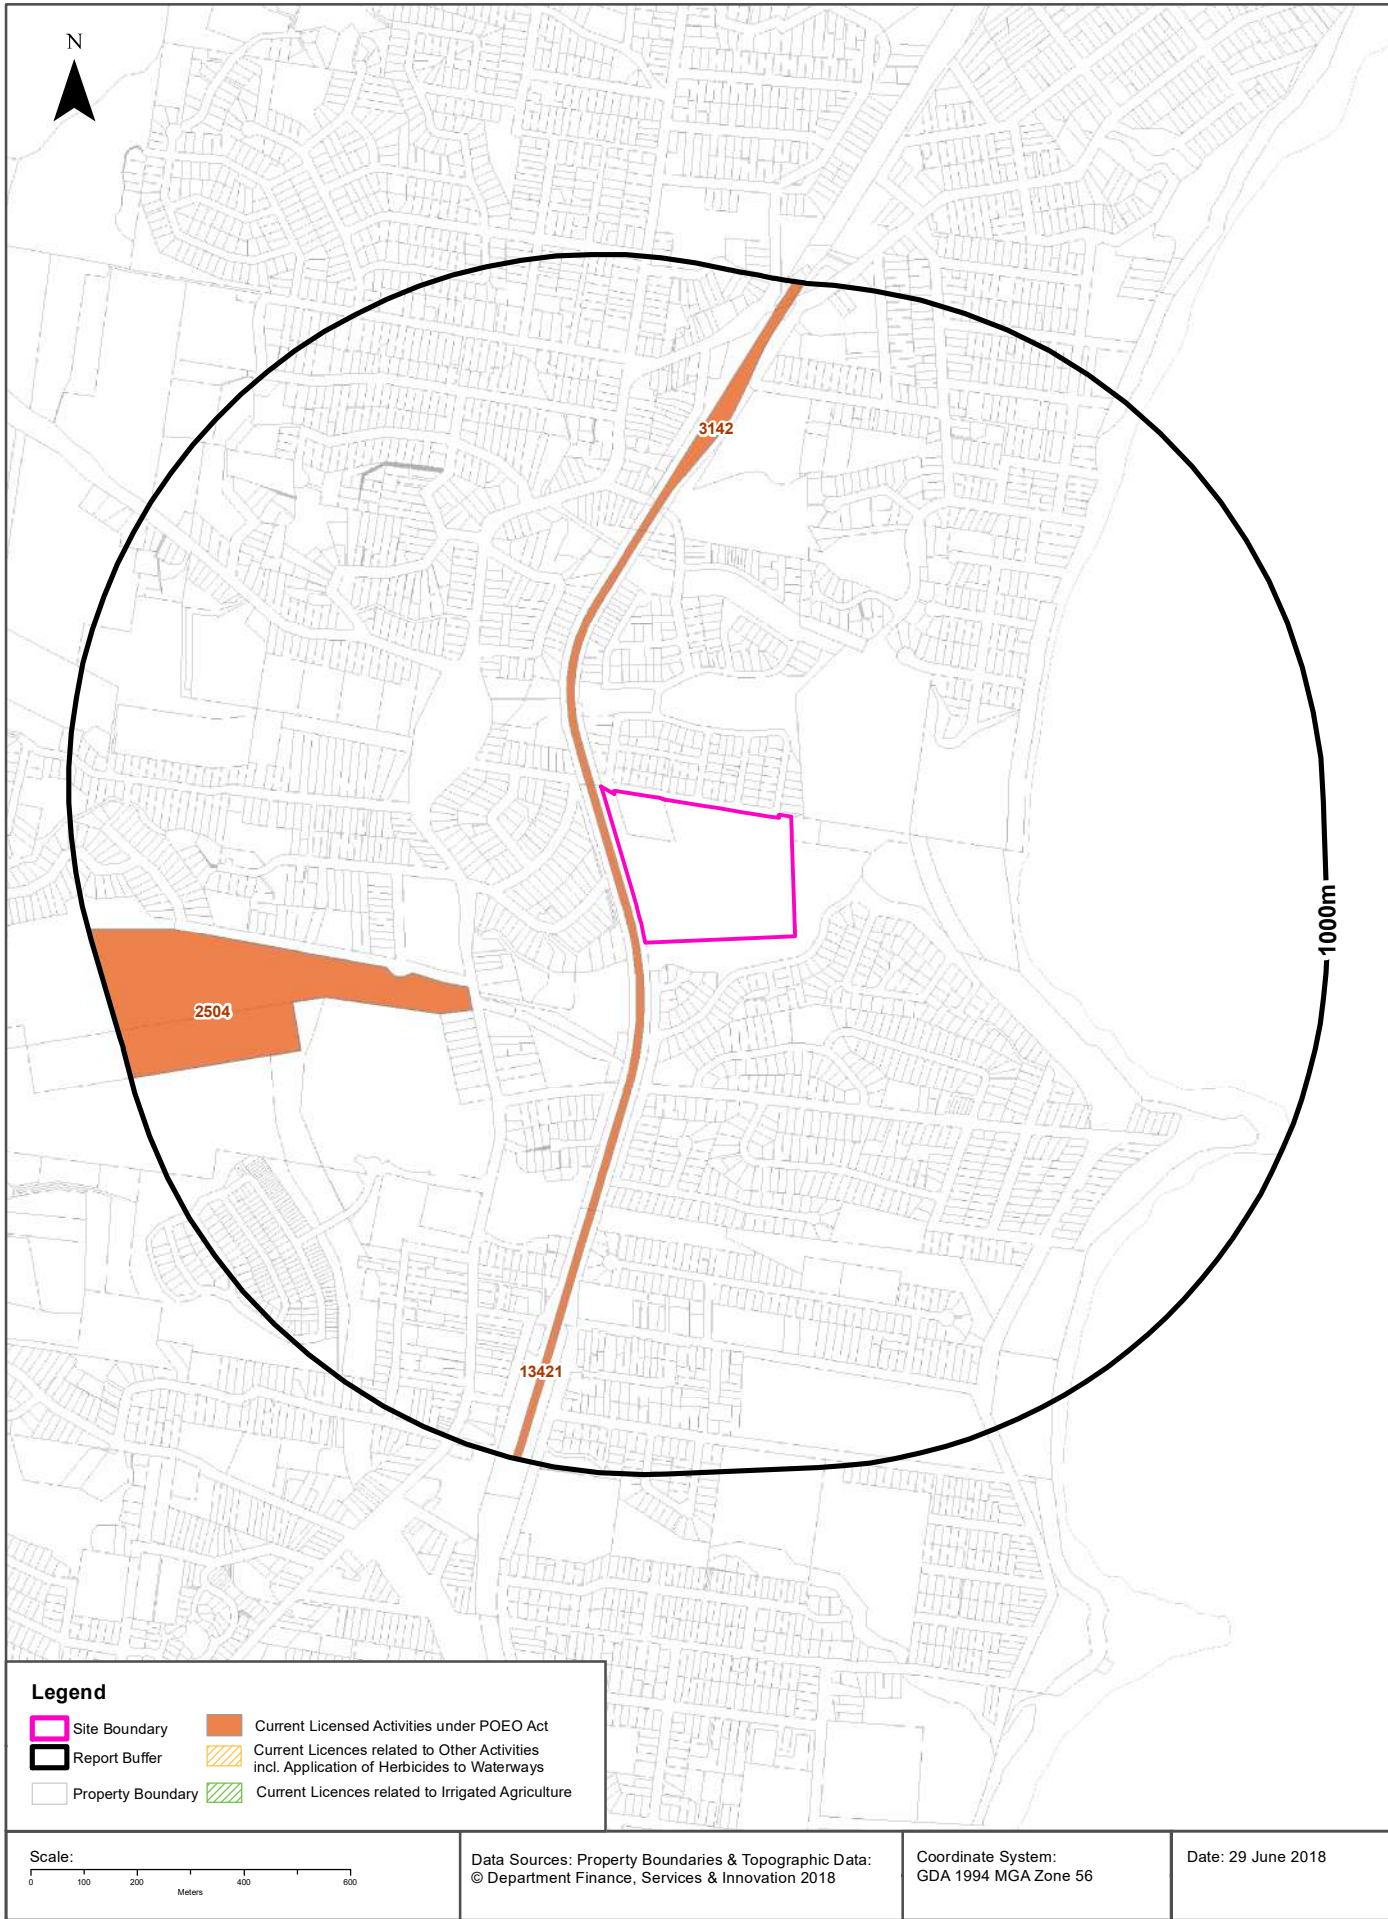 N
3142
1000m
2504
13421
Legend
Site Boundary
Report Buffer
Property Boundary
Current Licensed Activities under POEO Act
Current Licences related to Other Activities
incl. Application of Herbicides to Waterways
Current Licences related to Irrigated Agriculture
Scale:
0 100 200 400 600
Meters
Data Sources: Property Boundaries & Topographic Data:
© Department Finance, Services & Innovation 2018
Coordinate System:
GDA 1994 MGA Zone 56
Date: 29 June 2018